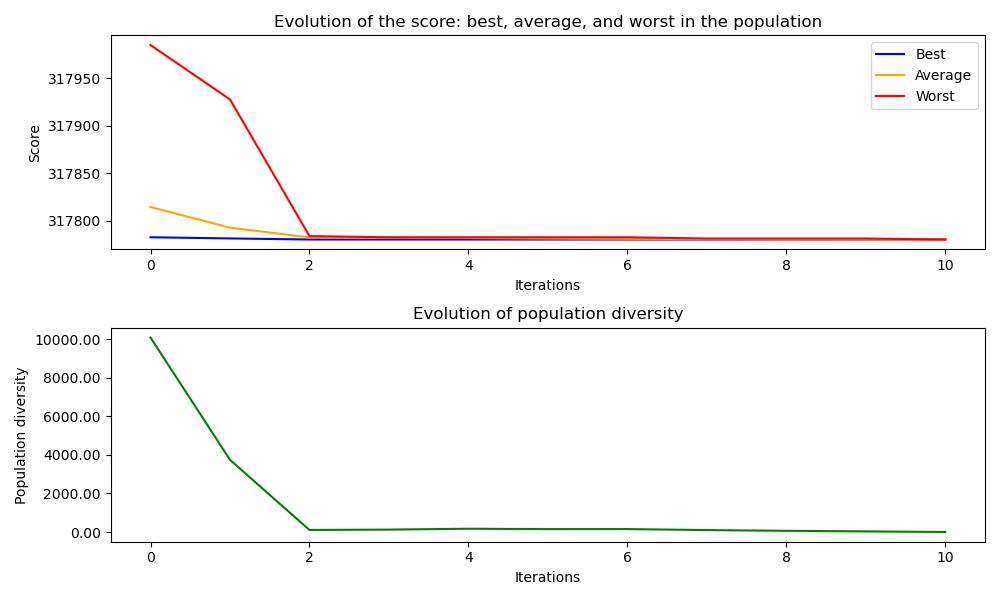 Evolution of the score: best, average, and worst in the population
Score
317950
317900
317850
317800
Best
Average
Worst
0 2 4 6 8 10
Iterations
Evolution of population diversity
Population diversity
10000.00
8000.00
6000.00
4000.00
2000.00
0.00
0 2 4 6 8 10
Iterations